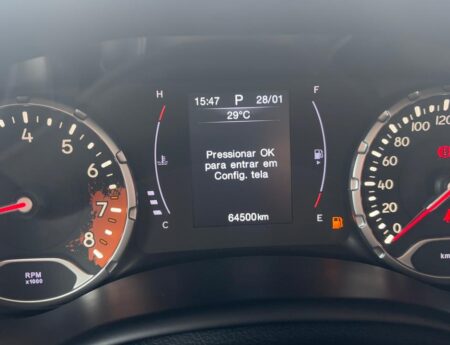 H
15:47 P 28/01
F
29°C
Pressionar OK
para entrar em
Config. tela
C
64500km
E
4
5
6
7
8
RPM
x1000
0
20
40
60
80
100
120
km/